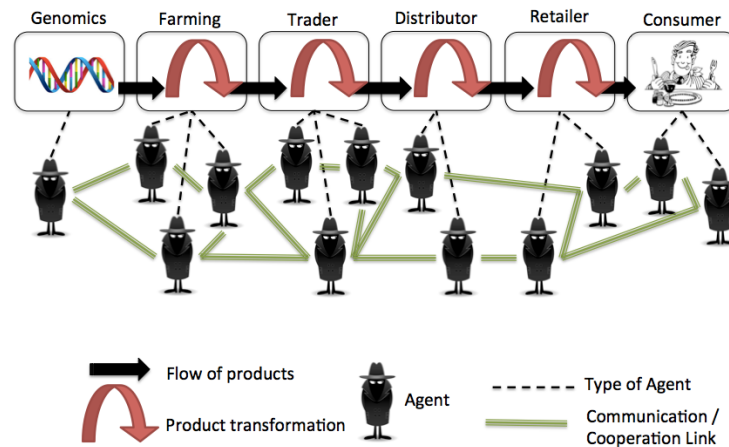 Genomics
Farming
Trader
Distributor
Retailer
Consumer
Flow of products
Product transformation
Agent
Type of Agent
Communication /
Cooperation Link